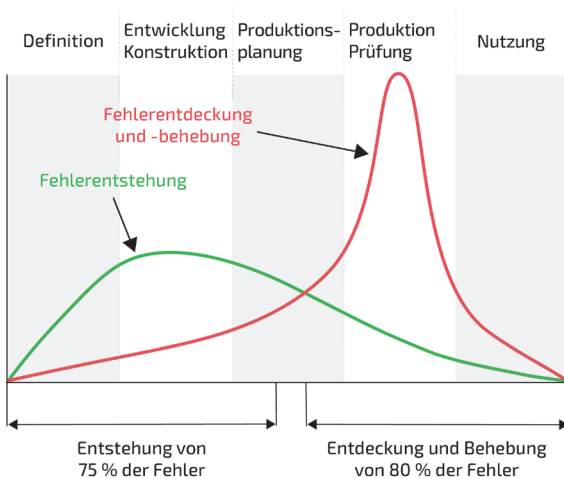 Definition
Entwicklung
Konstruktion
Produktions-
planung
Produktion
Prüfung
Nutzung
Fehlerentdeckung
und -behebung
Fehlerentstehung
Entstehung von
75 % der Fehler
Entdeckung und Behebung
von 80 % der Fehler